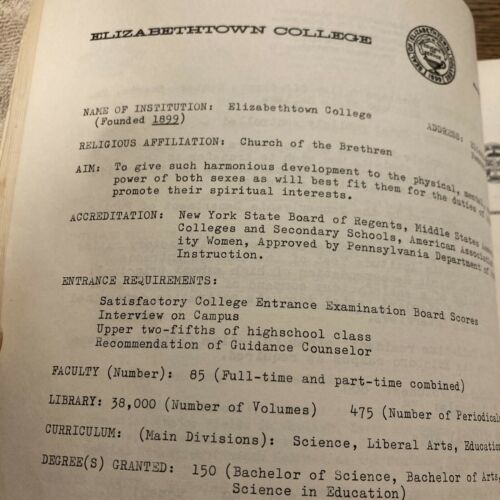 ELIZABETHTOWN COLLEGE
NAME OF INSTITUTION: Elizabethtown College
(Founded 1899)
ADDRESS:
RELIGIOUS AFFILIATION: Church of the Brethren
AIM: To give such harmonious development to the physical, mental,
power of both sexes as will best fit them for the duties of
promote their spiritual interests.
ACCREDITATION: New York State Board of Regents, Middle States
Colleges and Secondary Schools, American Associat
ity Women, Approved by Pennsylvania Department of
Instruction.
ENTRANCE REQUIREMENTS:
Satisfactory College Entrance Examination Board Scores
Interview on Campus
Upper two-fifths of highschool class
Recommendation of Guidance Counselor
FACULTY (Number): 85 (Full-time and part-time combined)
LIBRARY: 38,000 (Number of Volumes) 475 (Number of Periodicals
CURRICULUM: (Main Divisions): Science, Liberal Arts, Education
DEGREE(S) GRANTED: 150 (Bachelor of Science, Bachelor of Arts,
Science in Education)